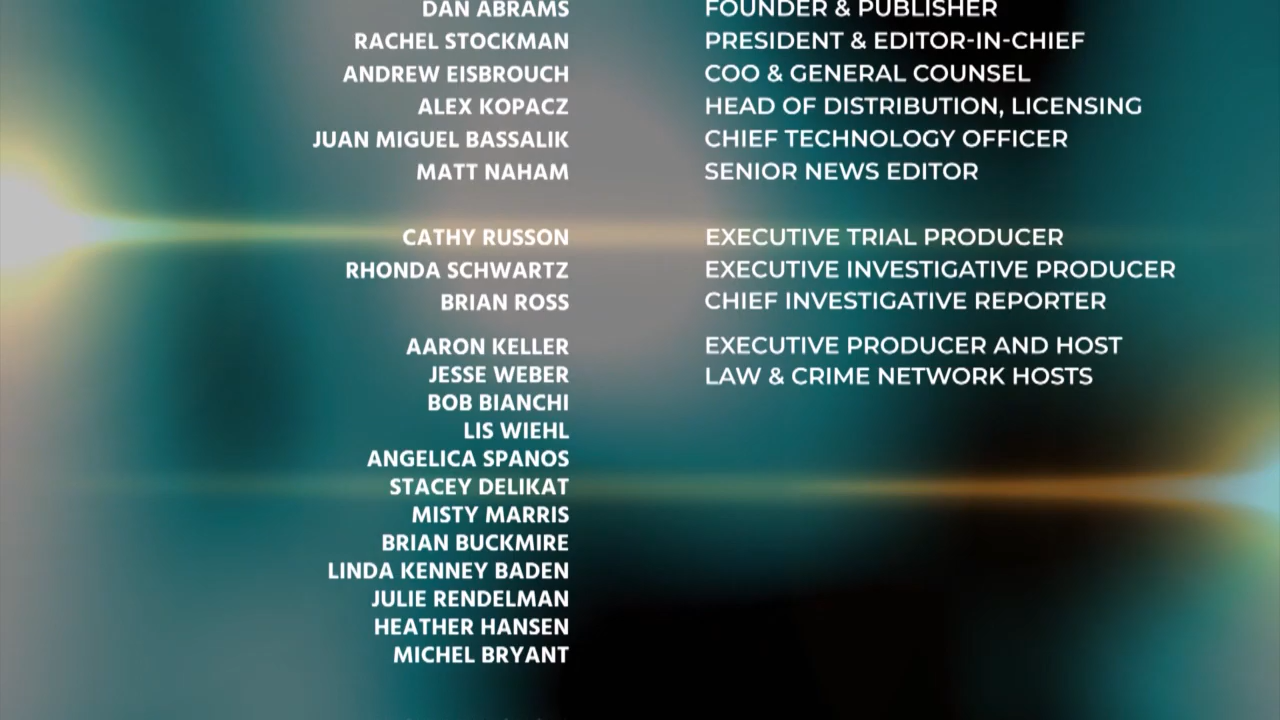 DAN ABRAMS FOUNDER & PUBLISHER
RACHEL STOCKMAN PRESIDENT & EDITOR-IN-CHIEF
ANDREW EISBROUCH COO & GENERAL COUNSEL
ALEX KOPACZ HEAD OF DISTRIBUTION, LICENSING
JUAN MIGUEL BASSALIK CHIEF TECHNOLOGY OFFICER
MATT NAHAM SENIOR NEWS EDITOR
CATHY RUSSON EXECUTIVE TRIAL PRODUCER
RHONDA SCHWARTZ EXECUTIVE INVESTIGATIVE PRODUCER
BRIAN ROSS CHIEF INVESTIGATIVE REPORTER
AARON KELLER EXECUTIVE PRODUCER AND HOST
JESSE WEBER LAW & CRIME NETWORK HOSTS
BOB BIANCHI
LIS WIEHL
ANGELICA SPANOS
STACEY DELIKAT
MISTY MARRIS
BRIAN BUCKMIRE
LINDA KENNEY BADEN
JULIE RENDELMAN
HEATHER HANSEN
MICHEL BRYANT